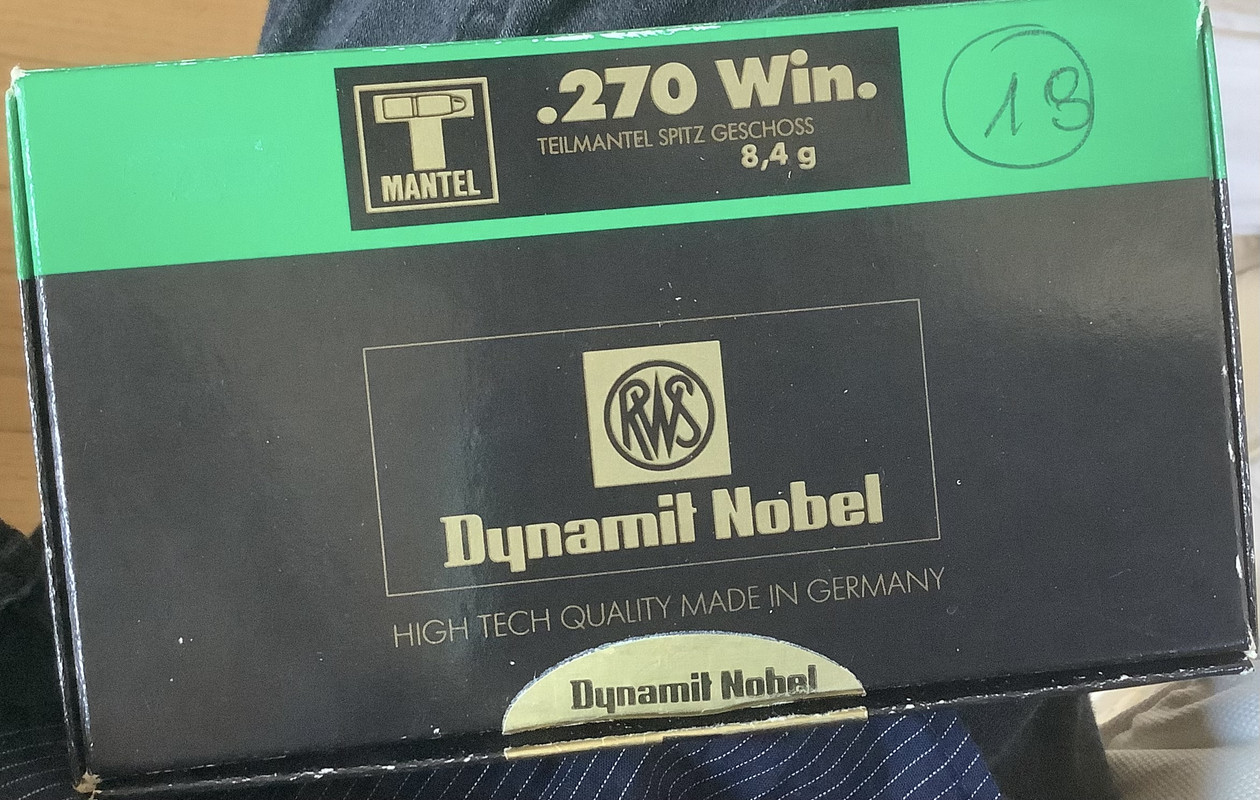 .270 Win.
TEILMANTEL SPITZ GESCHOSS
8,4 g
T
MANTEL
RWS
Dynamit Nobel
HIGH TECH QUALITY MADE IN GERMANY
Dynamit Nobel